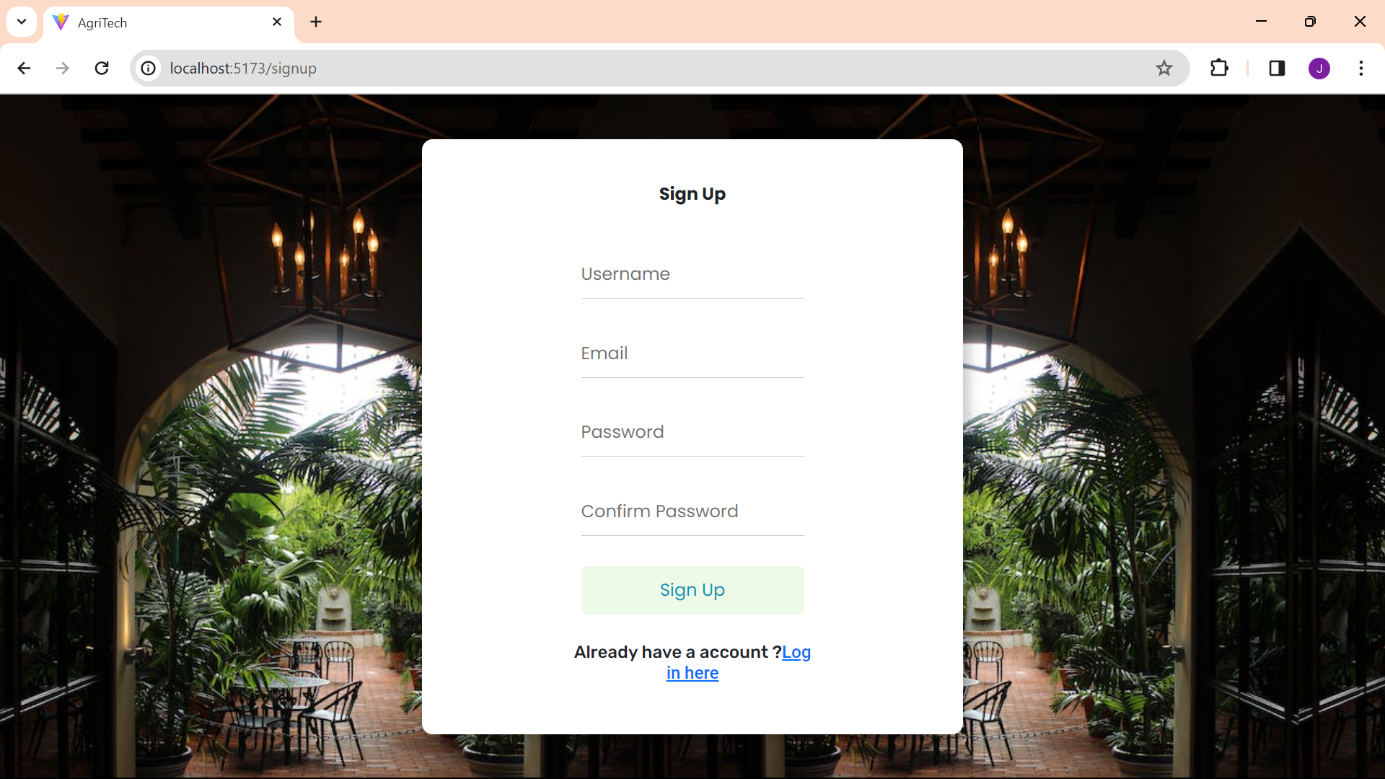 AgriTech
localhost:5173/signup
J
Sign Up
Username
Email
Password
Confirm Password
Sign Up
Already have a account ?Log
in here